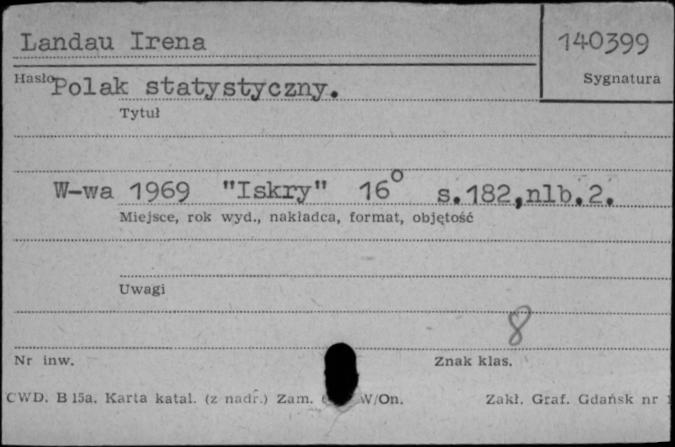 Landau Irena 140399
Hasło Sygnatura
Polak statystyczny.
Tytuł
W-wa 1969 "Iskry" 16° s.182,nlb.2.
Miejsce, rok wyd., nakładca, format, objętość
Uwagi
8
Nr inw. Znak klas.
CWD. B 15a. Karta katal. (z nadr.) Zam. W/On. Zakł. Graf. Gdańsk nr